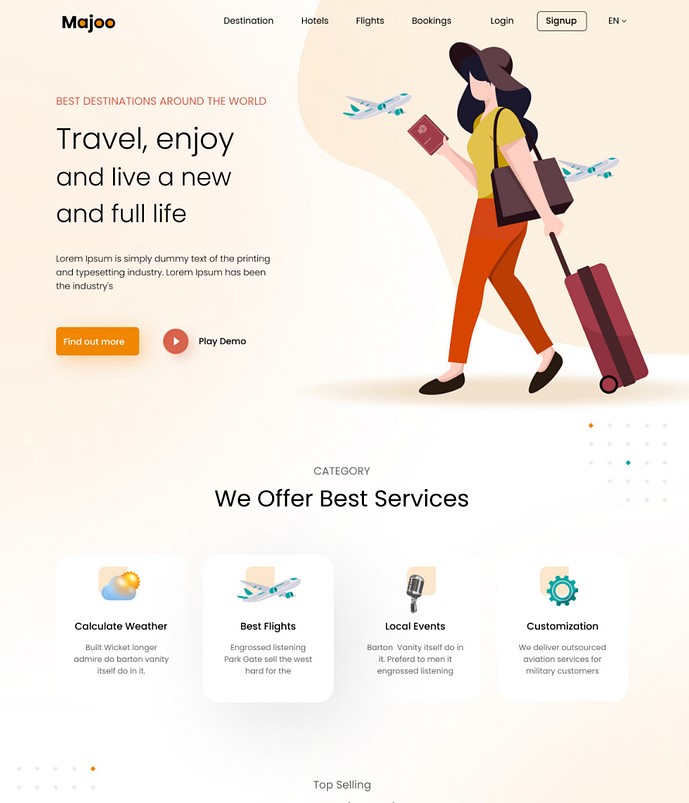 Majoo
Destination
Hotels
Flights
Bookings
Login
Signup
EN
BEST DESTINATIONS AROUND THE WORLD
Travel, enjoy
and live a new
and full life
Lorem Ipsum is simply dummy text of the printing
and typesetting industry. Lorem Ipsum has been
the industry's
Find out more
Play Demo
CATEGORY
We Offer Best Services
Calculate Weather
Built Wicket longer
admire do barton vanity
itself do in it.
Best Flights
Engrossed listening
Park Gate sell the west
hard for the
Local Events
Barton Vanity itself do in
it. Preferd to men it
engrossed listening
Customization
We deliver outsourced
aviation services for
military customers
Top Selling